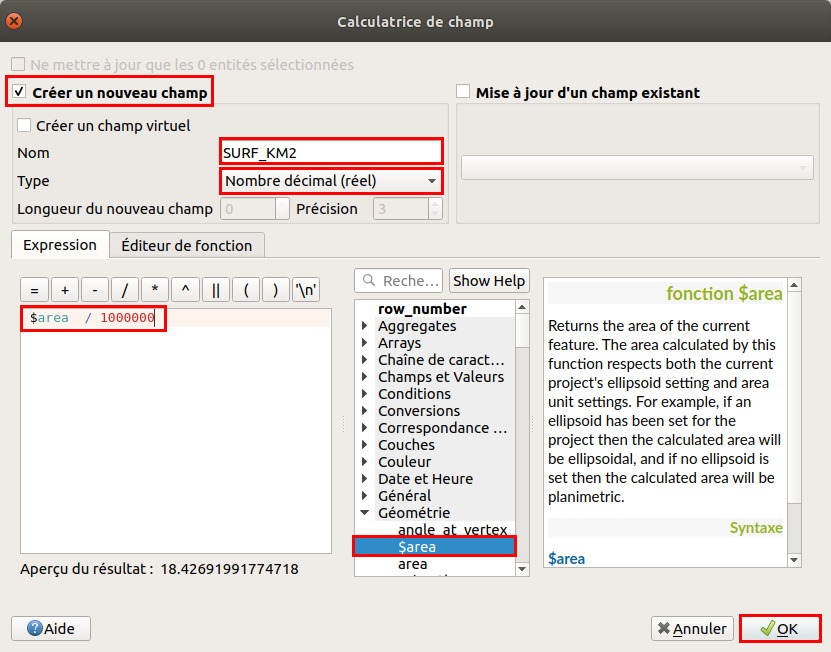 Calculatrice de champ
Ne mettre à jour que les 0 entités sélectionnées
Créer un nouveau champ
Mise à jour d'un champ existant
Créer un champ virtuel
Nom
SURF_KM2
Type
Nombre décimal (réel)
Longueur du nouveau champ
0
Précision
3
Expression
Éditeur de fonction
= + - / * ^ || ( ) '\n'
$area / 1000000
Aperçu du résultat : 18.42691991774718
Reche...
Show Help
row_number
Aggregates
Arrays
Chaîne de caract...
Champs et Valeurs
Conditions
Conversions
Correspondance ...
Couches
Couleur
Date et Heure
Général
Géométrie
angle_at_vertex
$area
area
fonction $area
Returns the area of the current
feature. The area calculated by this
function respects both the current
project's ellipsoid setting and area
unit settings. For example, if an
ellipsoid has been set for the
project then the calculated area will
be ellipsoidal, and if no ellipsoid is
set then the calculated area will be
planimetric.
Syntaxe
$area
Aide
Annuler
OK